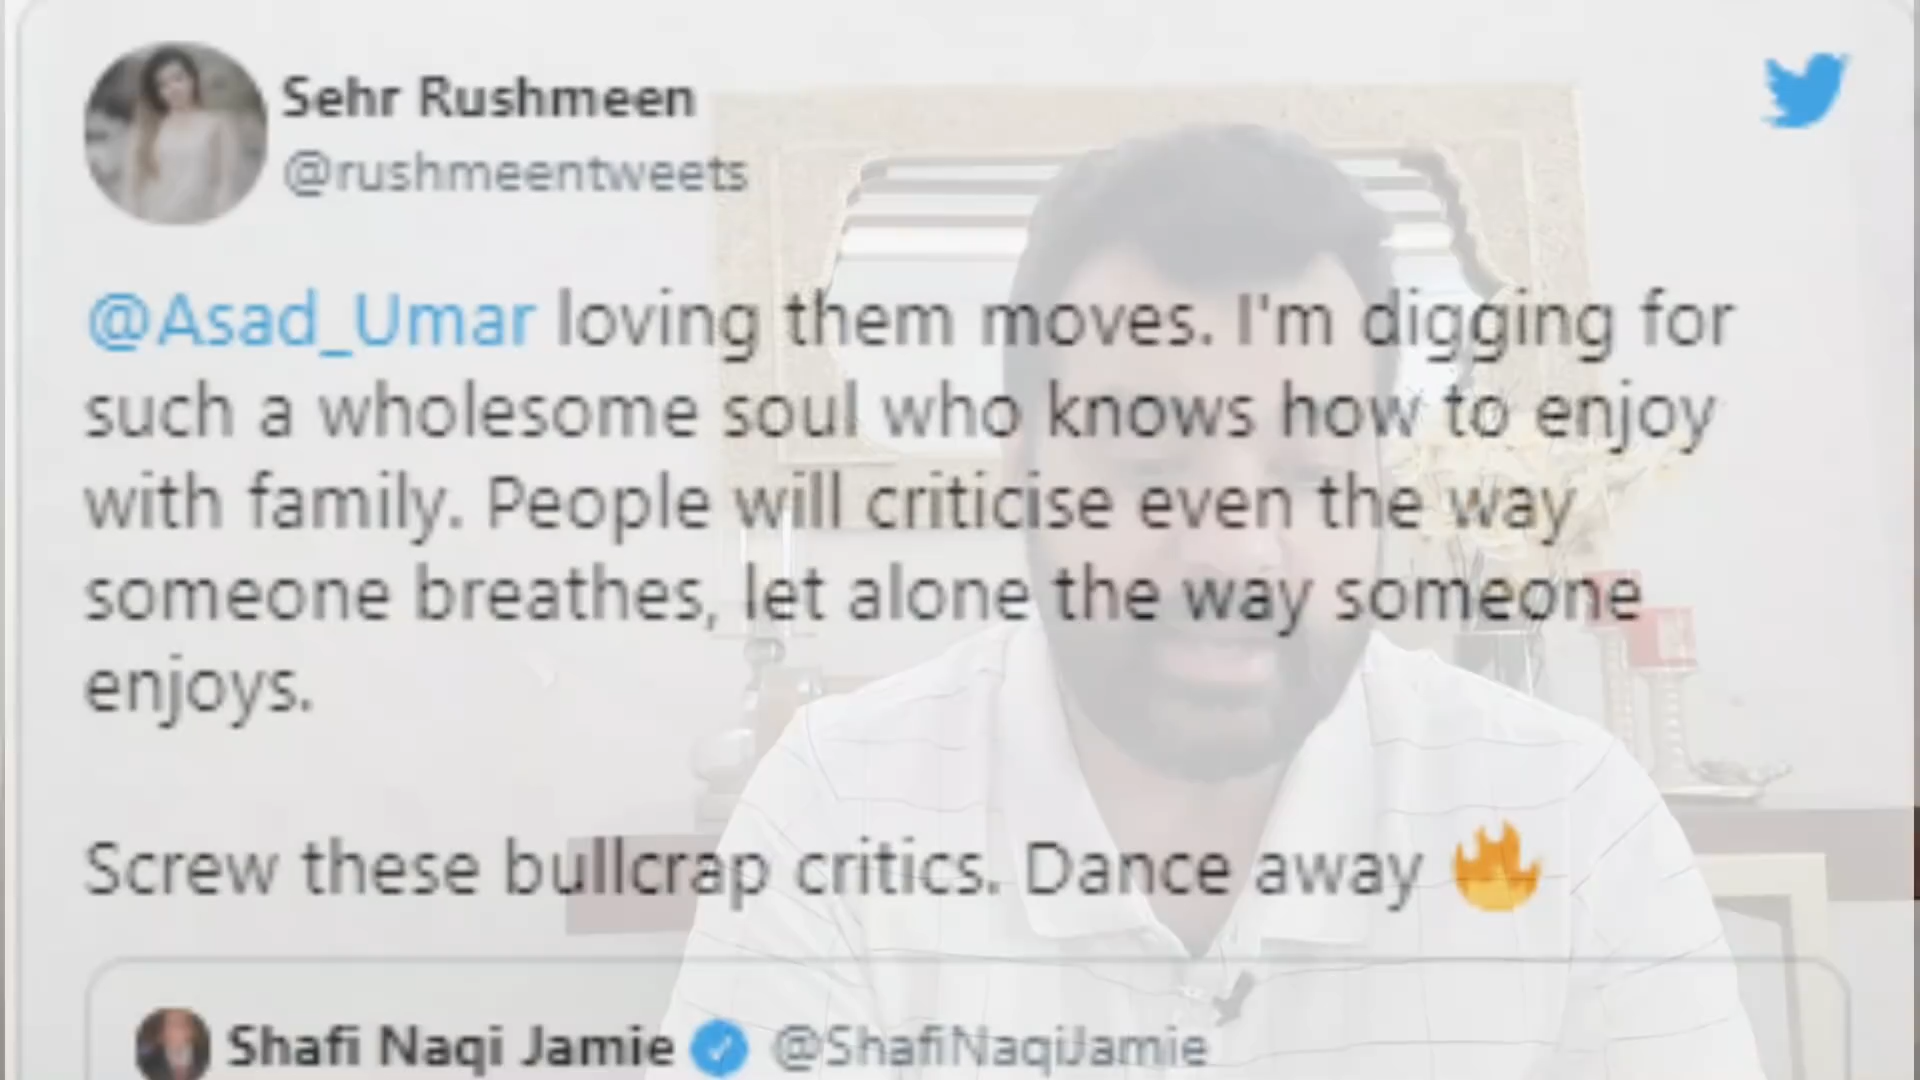 Sehr Rushmeen
@rushmeentweets
@Asad_Umar loving them moves. I'm digging for
such a wholesome soul who knows how to enjoy
with family. People will criticise even the way
someone breathes, let alone the way someone
enjoys.
Screw these bullcrap critics. Dance away 🔥
Shafi Naqi Jamie @ShafiNaqiJamie